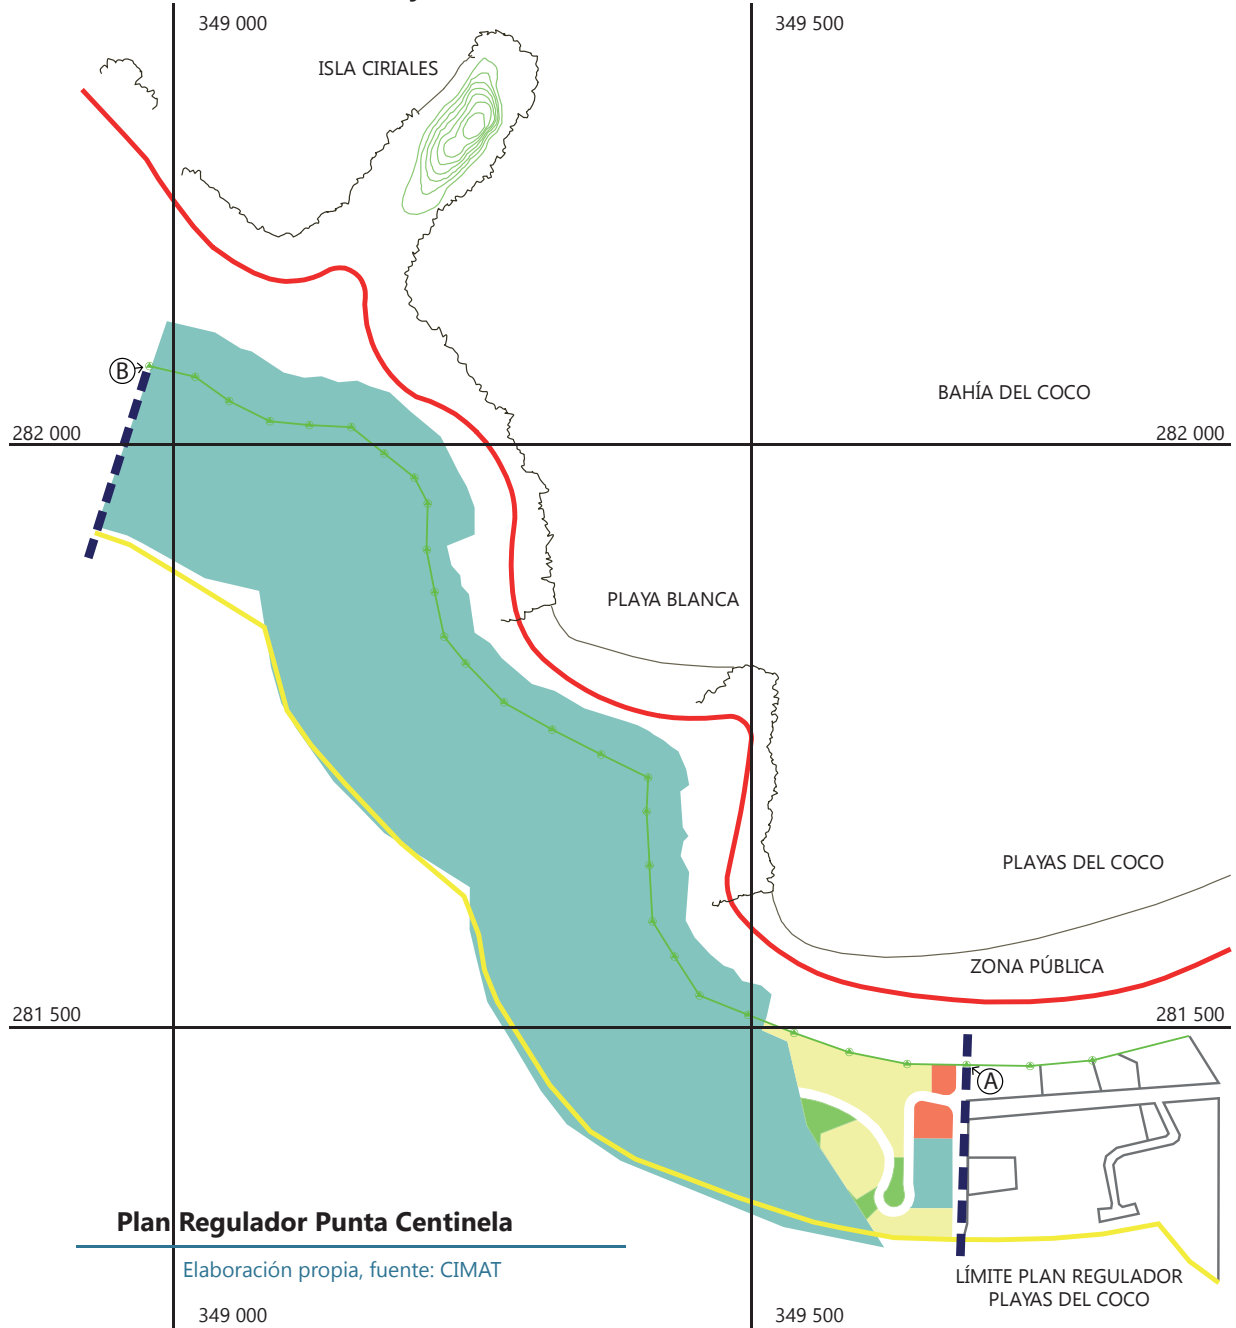 349 000
349 500
ISLA CIRIALES
B
BAHÍA DEL COCO
282 000
282 000
PLAYA BLANCA
PLAYAS DEL COCO
ZONA PÚBLICA
281 500
281 500
A
Plan Regulador Punta Centinela
Elaboración propia, fuente: CIMAT
LÍMITE PLAN REGULADOR
PLAYAS DEL COCO
349 000
349 500